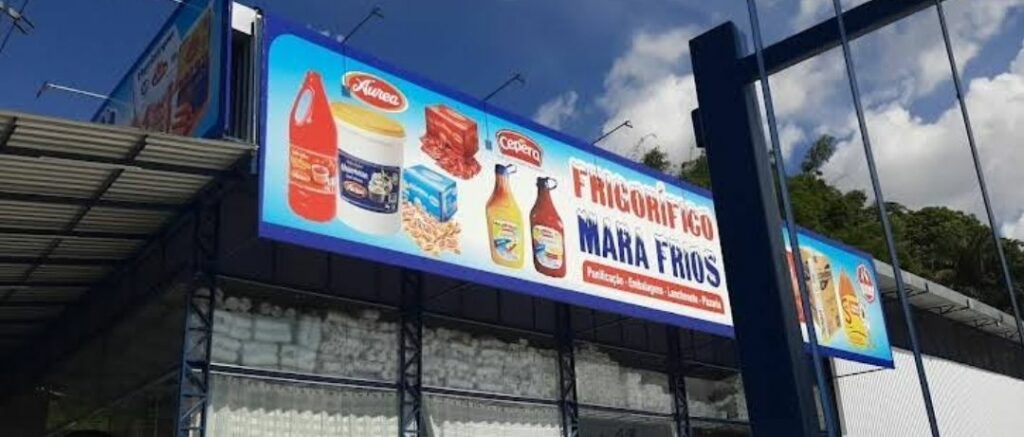 Aurea
Cepêra
FRIGORÍFICO
MARA FRIOS
Panificação - Embalagens - Lanchonete - Pizzaria